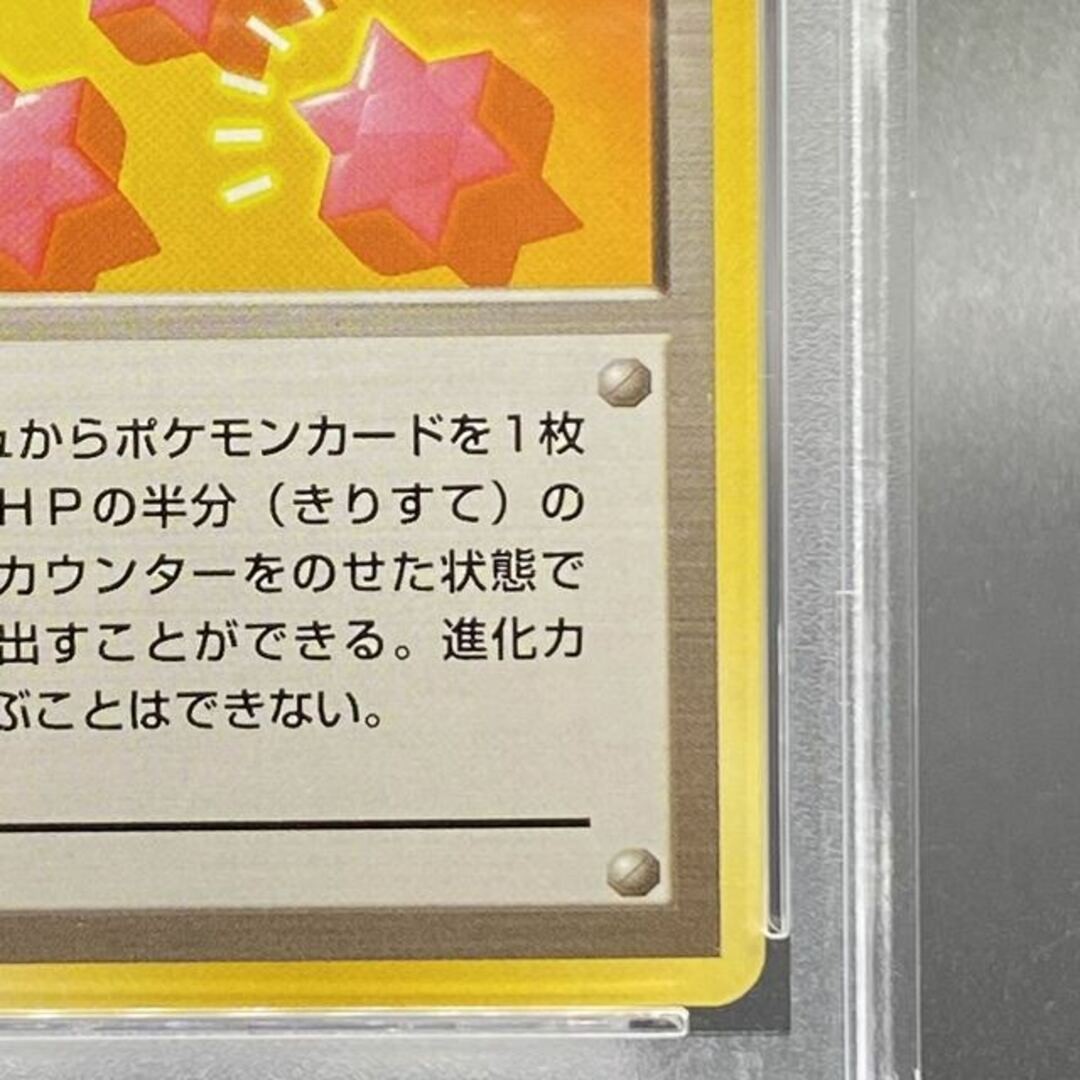 ュからポケモンカードを1枚
HPの半分（きりすて）の
カウンターをのせた状態で
出すことができる。進化カ
ぶことはできない。